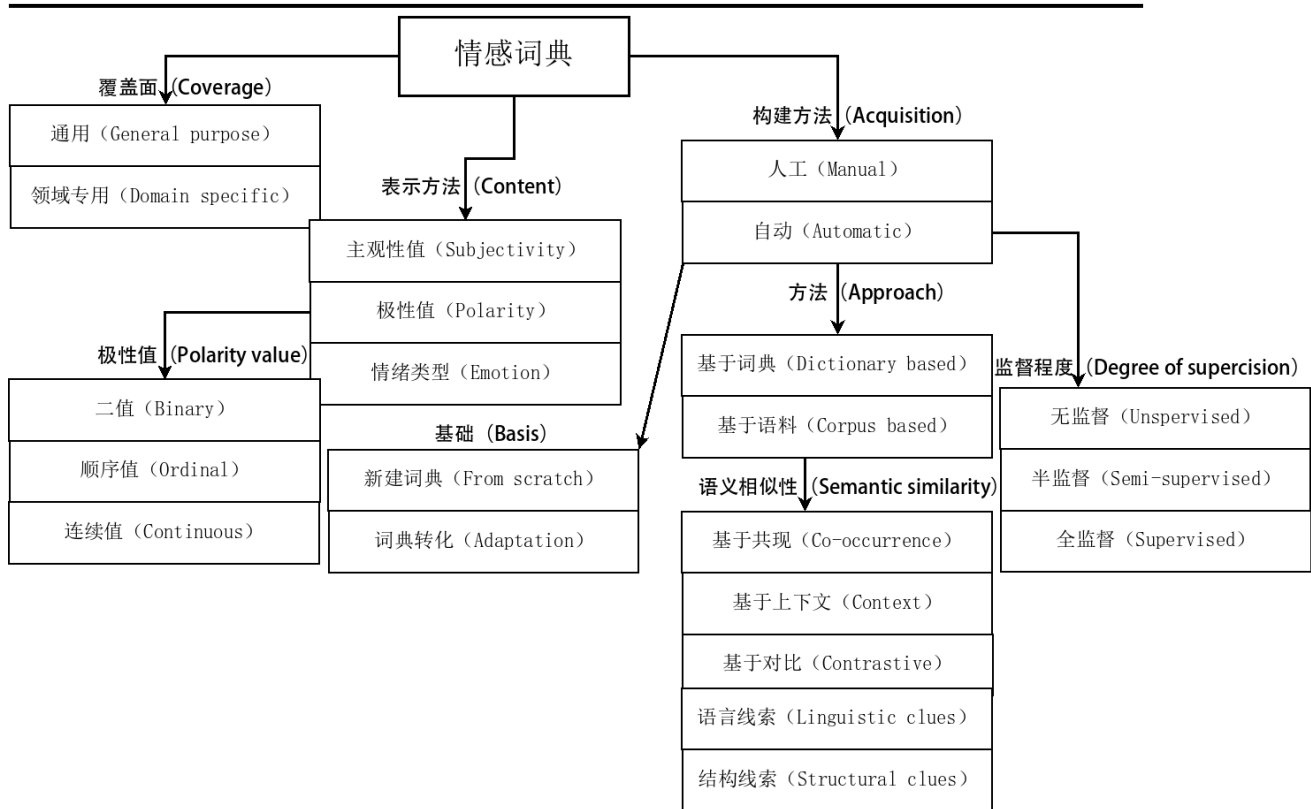 情感词典
覆盖面（Coverage）
通用（General purpose）
领域专用（Domain specific）
表示方法（Content）
主观性值（Subjectivity）
极性值（Polarity）
情绪类型（Emotion）
极性值（Polarity value）
二值（Binary）
顺序值（Ordinal）
连续值（Continuous）
构建方法（Acquisition）
人工（Manual）
自动（Automatic）
基础（Basis）
新建词典（From scratch）
词典转化（Adaptation）
方法（Approach）
基于词典（Dictionary based）
基于语料（Corpus based）
语义相似性（Semantic similarity）
基于共现（Co-occurrence）
基于上下文（Context）
基于对比（Contrastive）
语言线索（Linguistic clues）
结构线索（Structural clues）
监督程度（Degree of supercision）
无监督（Unspervised）
半监督（Semi-supervised）
全监督（Supervised）